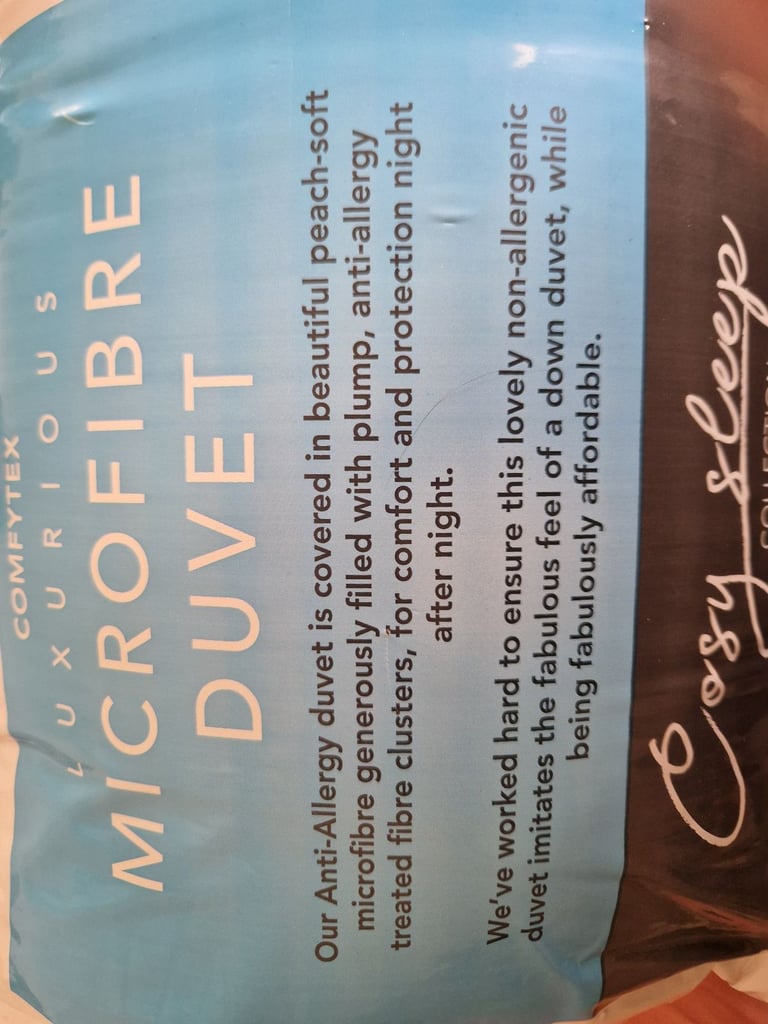 COMFYTEX
LUXURIOUS
MICROFIBRE
DUVET
Our Anti-Allergy duvet is covered in beautiful peach-soft
microfibre generously filled with plump, anti-allergy
treated fibre clusters, for comfort and protection night
after night.
We've worked hard to ensure this lovely non-allergenic
duvet imitates the fabulous feel of a down duvet, while
being fabulously affordable.
Cosy sleep
COLLECTION